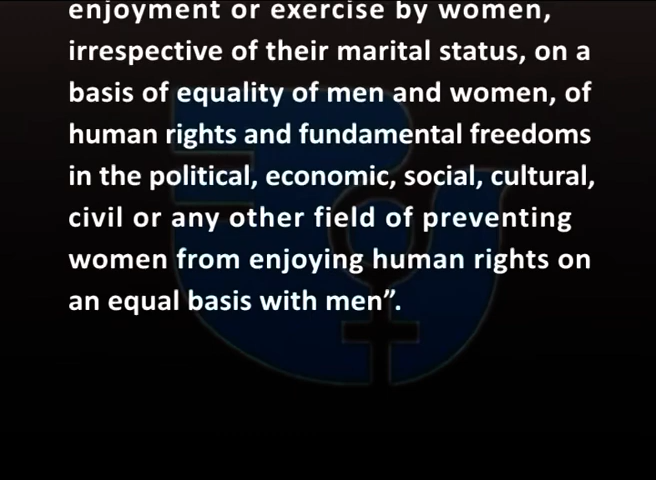 enjoyment or exercise by women,
irrespective of their marital status, on a
basis of equality of men and women, of
human rights and fundamental freedoms
in the political, economic, social, cultural,
civil or any other field of preventing
women from enjoying human rights on
an equal basis with men”.